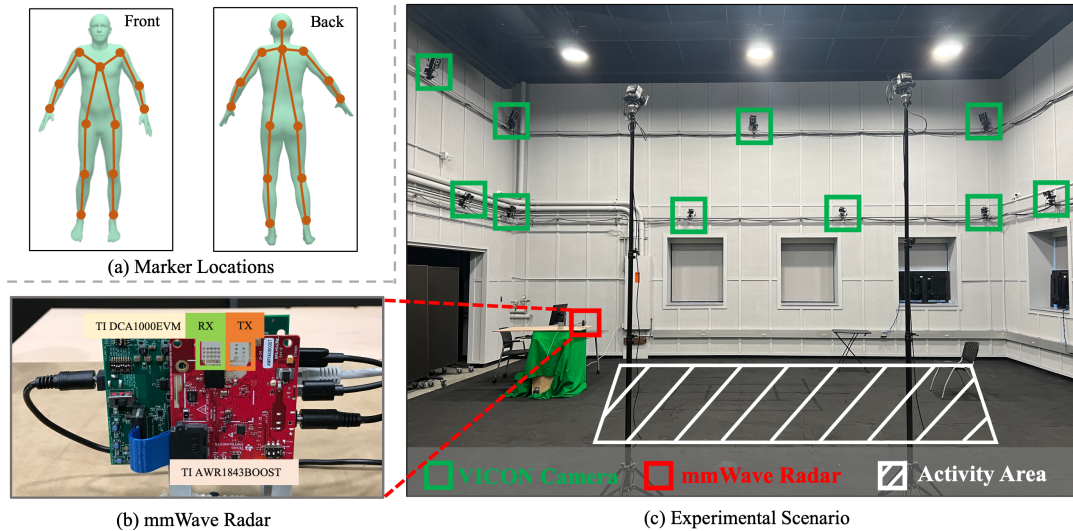 Front
Back
(a) Marker Locations
TI DCA1000EVM
RX
TX
TI AWR1843BOOST
(b) mmWave Radar
VICON Camera
mmWave Radar
Activity Area
(c) Experimental Scenario